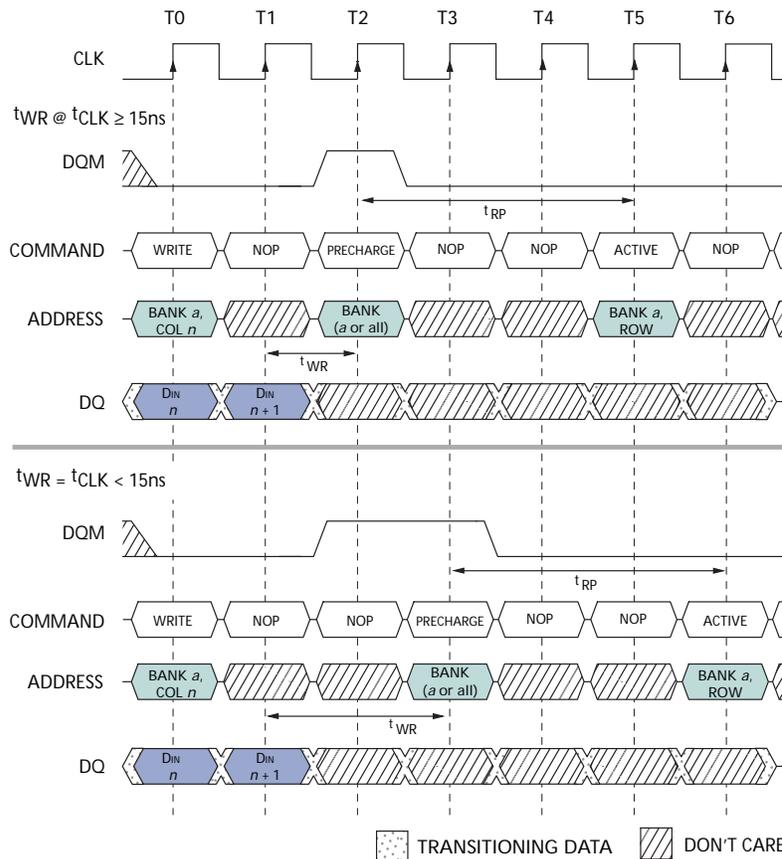 T0 T1 T2 T3 T4 T5 T6
CLK
tWR @ tCLK ≥ 15ns
DQM
tRP
COMMAND WRITE NOP PRECHARGE NOP NOP ACTIVE NOP
ADDRESS BANK a, COL n BANK (a or all) BANK a, ROW
tWR
DQ DIN n DIN n + 1
tWR = tCLK < 15ns
DQM
tRP
COMMAND WRITE NOP NOP PRECHARGE NOP NOP ACTIVE
ADDRESS BANK a, COL n BANK (a or all) BANK a, ROW
tWR
DQ DIN n DIN n + 1
TRANSITIONING DATA DON'T CARE